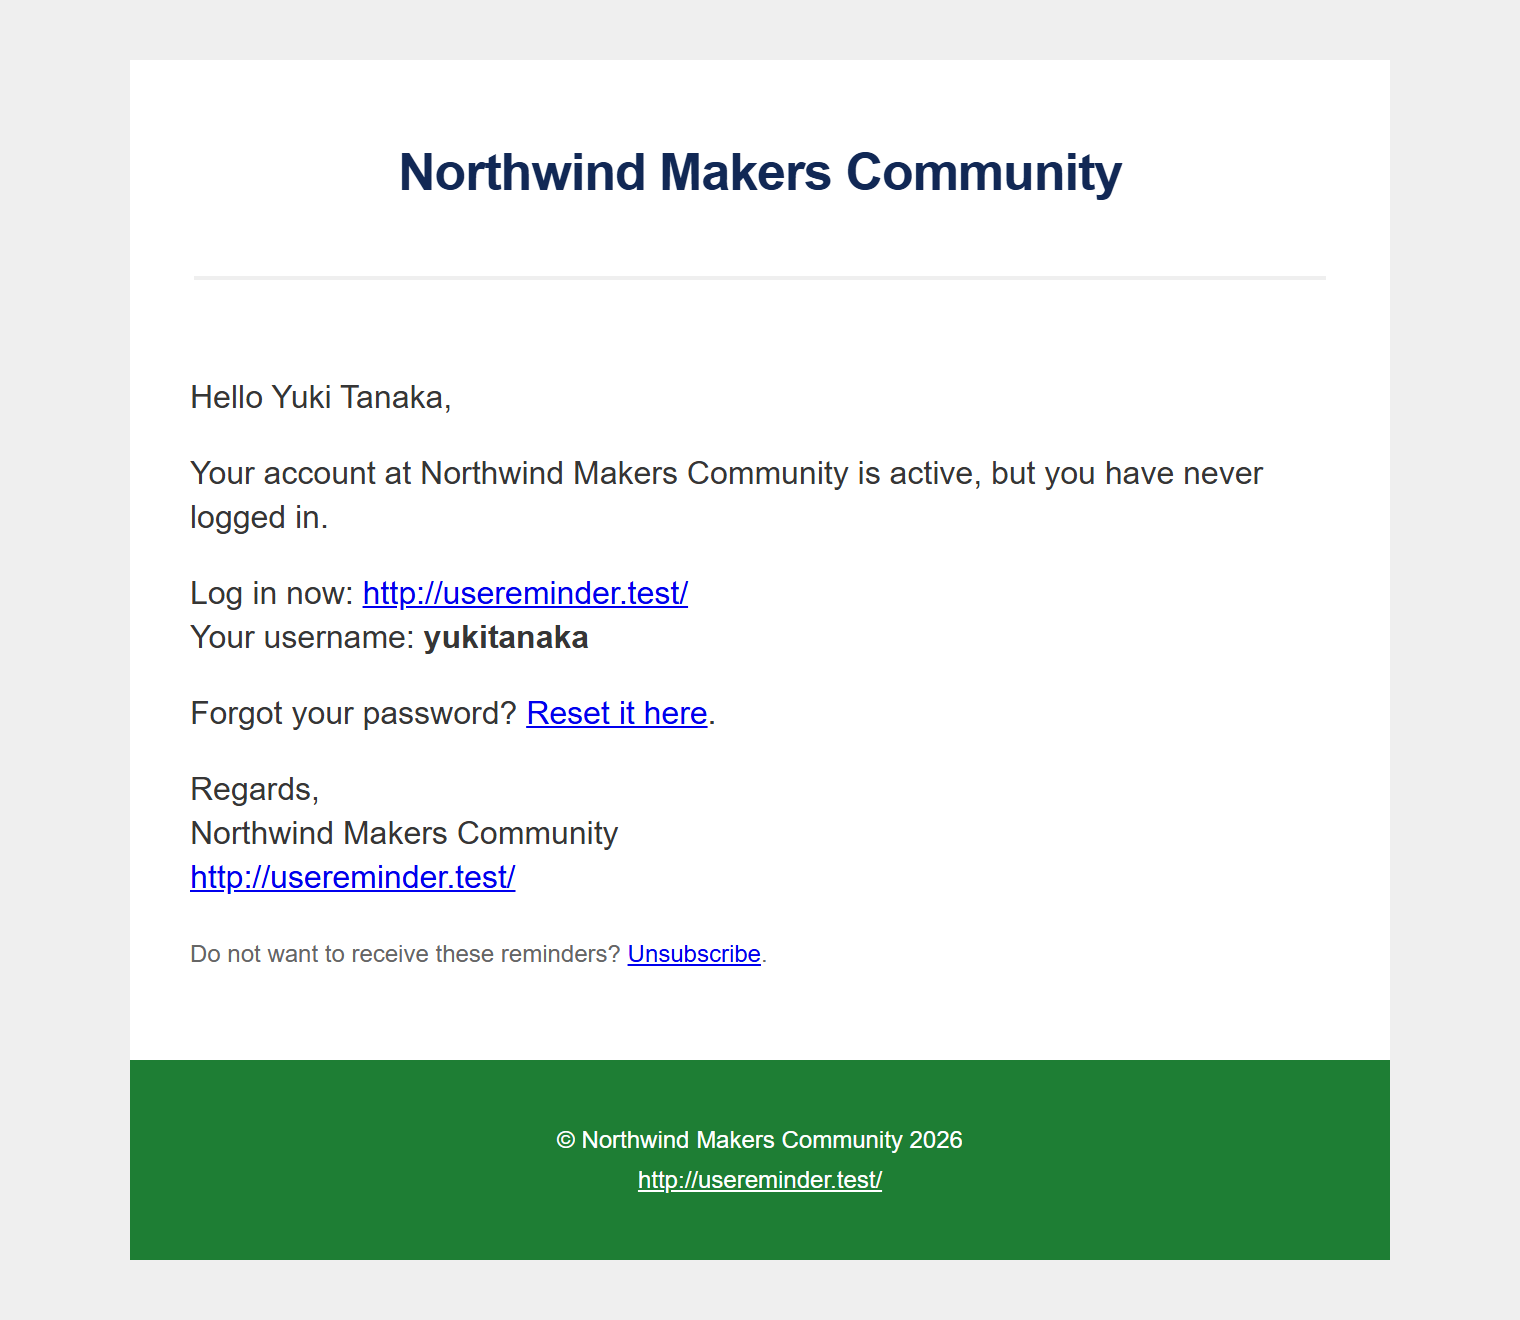 Northwind Makers Community
Hello Yuki Tanaka,
Your account at Northwind Makers Community is active, but you have never
logged in.
Log in now: http://usereminder.test/
Your username: yukitanaka
Forgot your password? Reset it here.
Regards,
Northwind Makers Community
http://usereminder.test/
Do not want to receive these reminders? Unsubscribe.
© Northwind Makers Community 2026
http://usereminder.test/